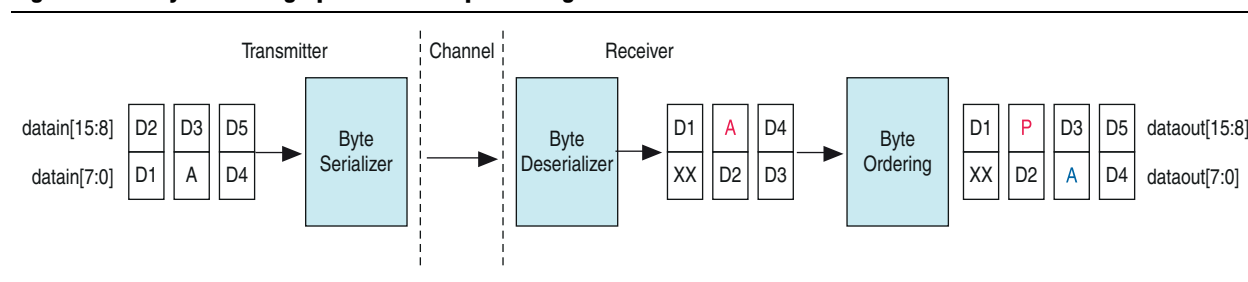 Transmitter Channel Receiver
datain[15:8] D2 D3 D5 D1 A D4 D1 P D3 D5 dataout[15:8]
Byte Serializer
Byte Deserializer
Byte Ordering
datain[7:0] D1 A D4 XX D2 D3 XX D2 A D4 dataout[7:0]